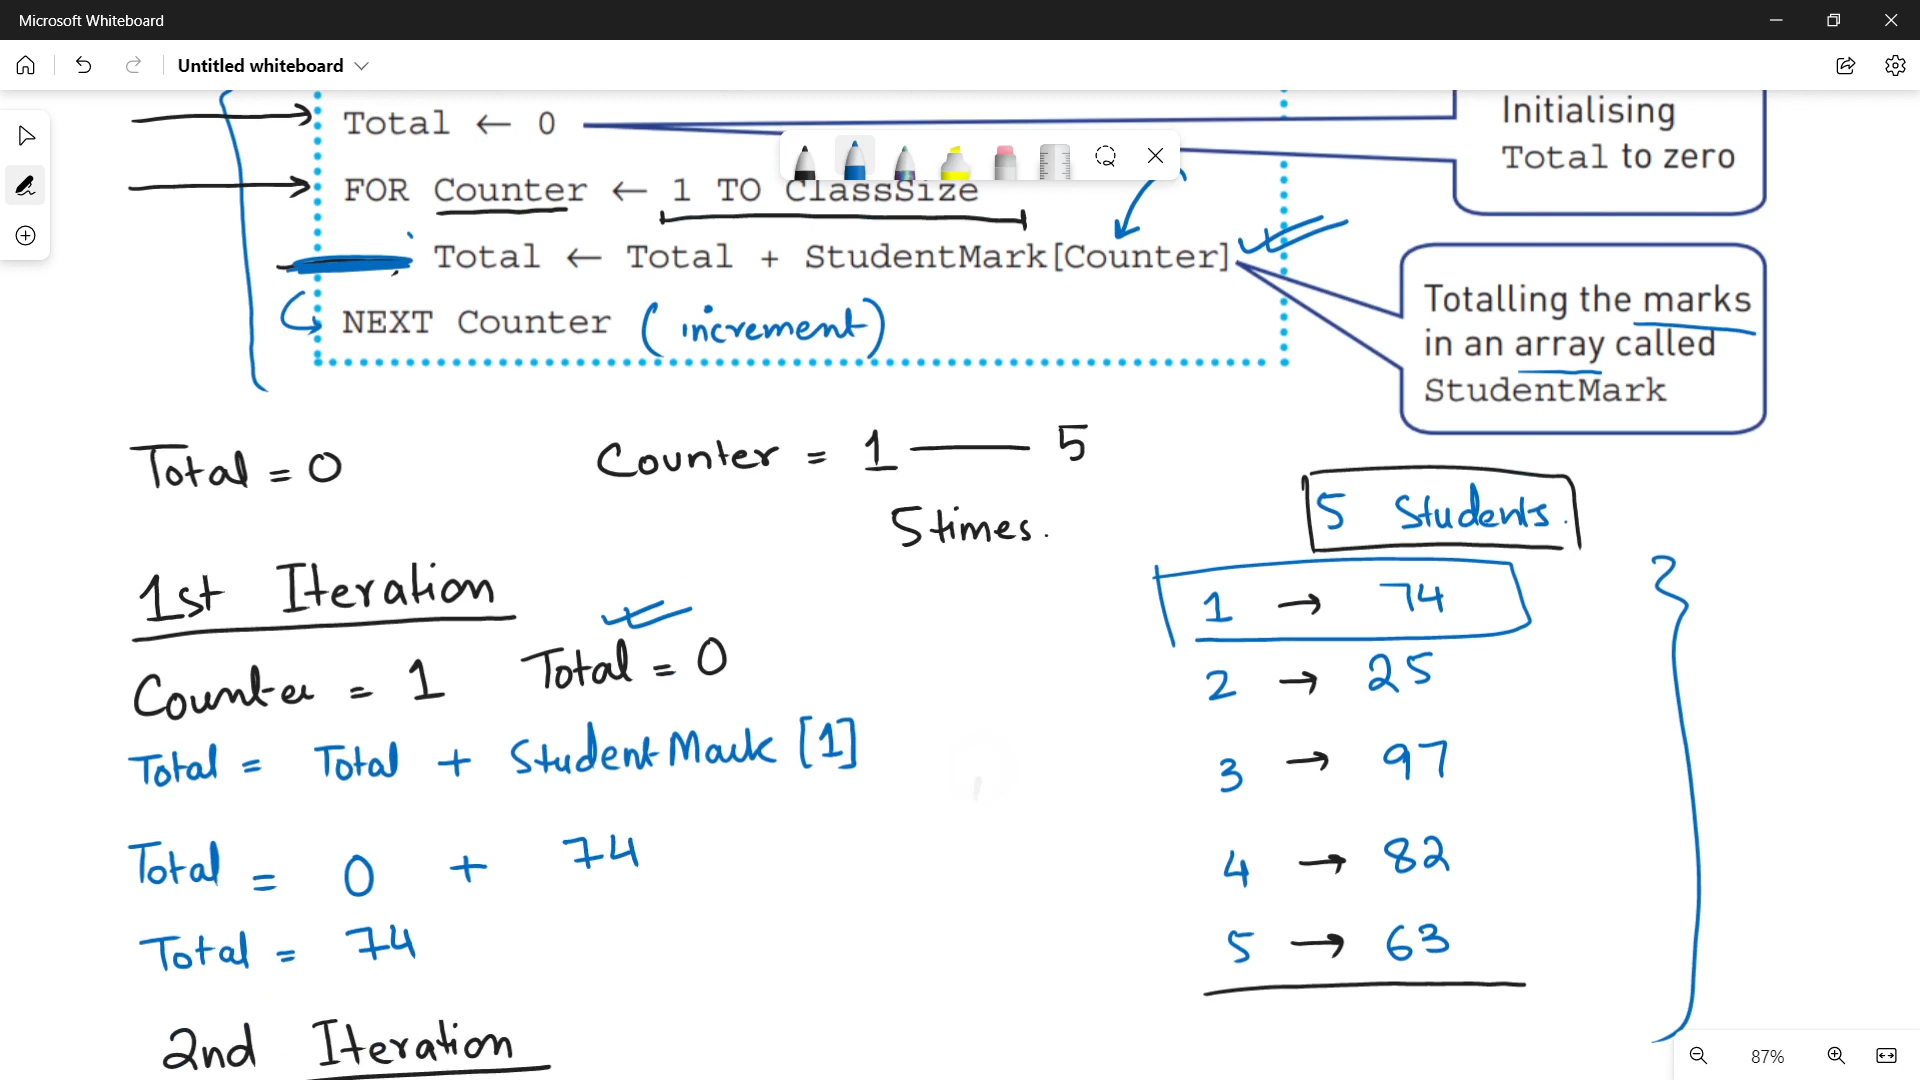 Microsoft Whiteboard
Untitled whiteboard
Total ← 0
Initialising
Total to zero
FOR Counter ← 1 TO ClassSize
Total ← Total + StudentMark[Counter]
NEXT Counter (increment)
Totalling the marks
in an array called
StudentMark
Total = 0
Counter = 1 — 5
5 times.
5 Students.
1st Iteration
Counter = 1 Total = 0
Total = Total + StudentMark [1]
Total = 0 + 74
Total = 74
2nd Iteration
1 → 74
2 → 25
3 → 97
4 → 82
5 → 63
87%